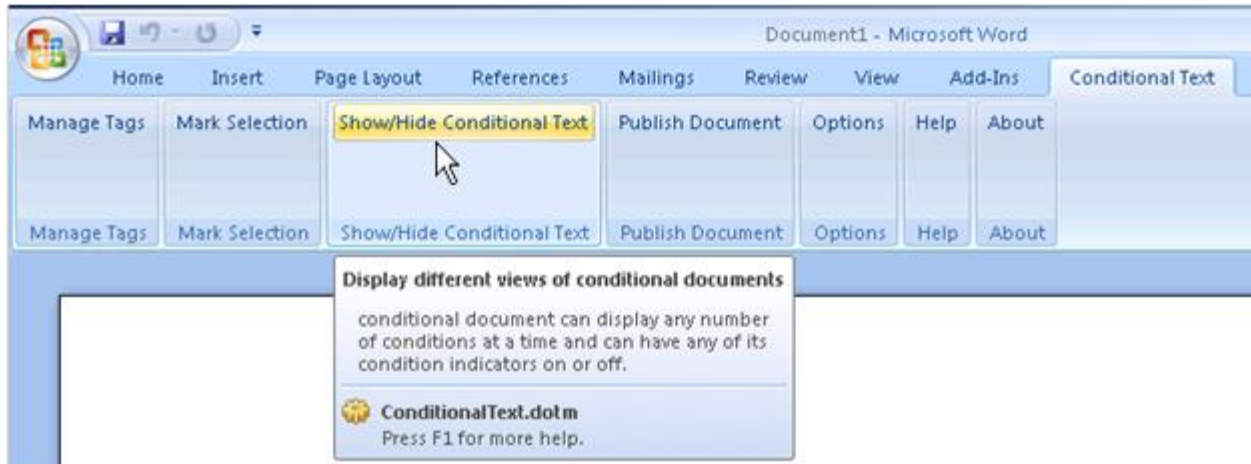 Document1 - Microsoft Word
Home Insert Page Layout References Mailings Review View Add-Ins Conditional Text
Manage Tags Mark Selection Show/Hide Conditional Text Publish Document Options Help About
Manage Tags Mark Selection Show/Hide Conditional Text Publish Document Options Help About
Display different views of conditional documents
conditional document can display any number
of conditions at a time and can have any of its
condition indicators on or off.
ConditionalText.dotm
Press F1 for more help.